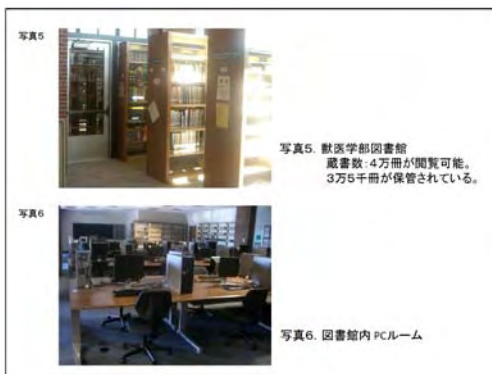 写真5
写真5. 獣医学部図書館
蔵書数：4万冊が閲覧可能。
3万5千冊が保管されている。
写真6
写真6. 図書館内 PCルーム